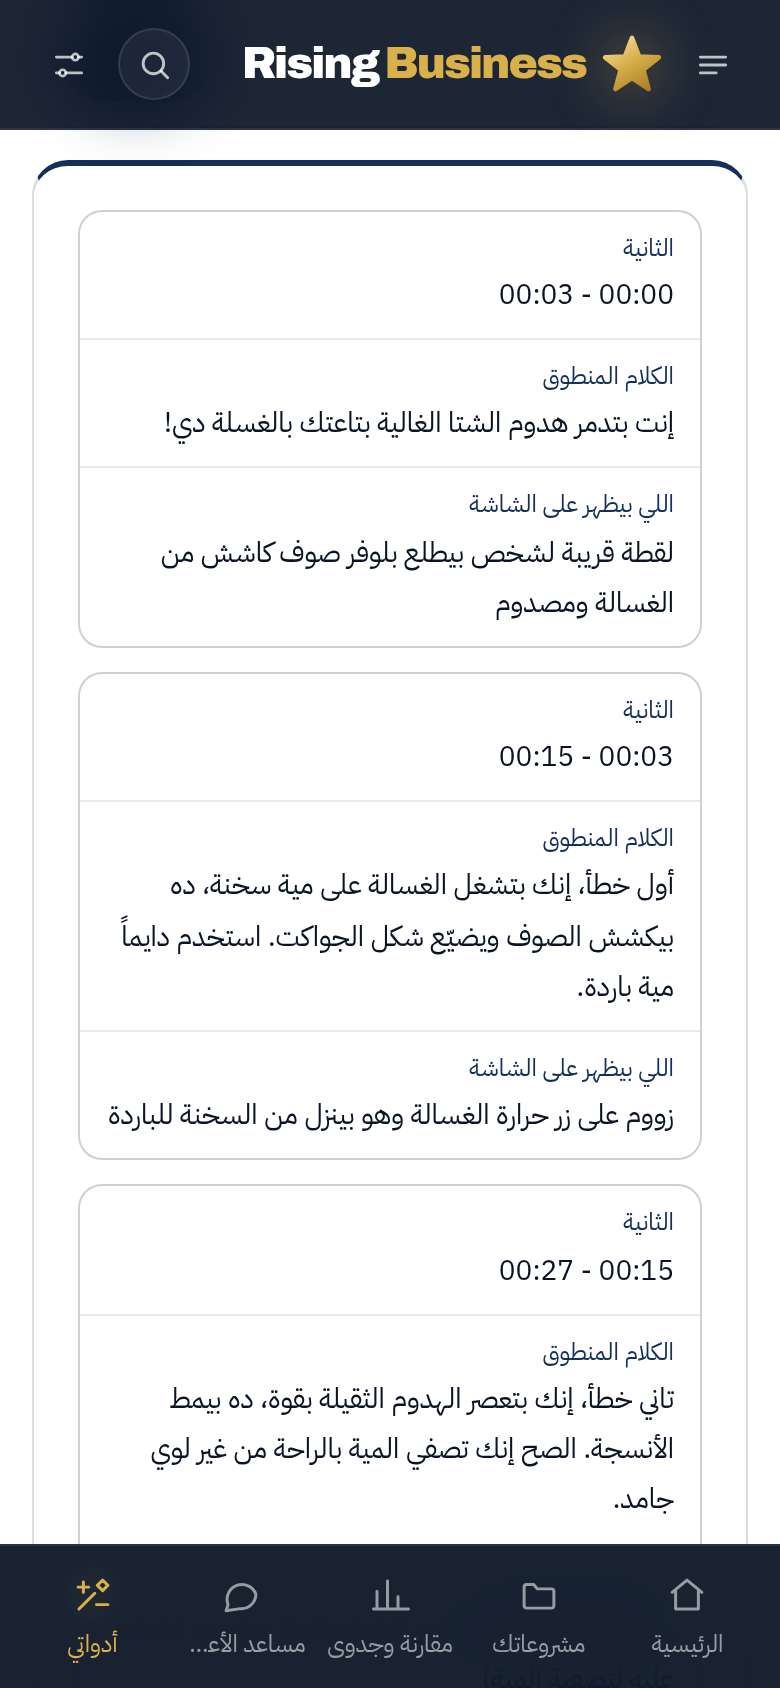 Rising Business
الثانية
00:00 - 00:03
الكلام المنطوق
إنت بتدمر هدوم الشتا الغالية بتاعتك بالغسلة دي!
اللي بيظهر على الشاشة
لقطة قريبة لشخص بيطلع بلوفر صوف كاشش من
الغسالة ومصدوم
الثانية
00:03 - 00:15
الكلام المنطوق
أول خطأ، إنك بتشغل الغسالة على مية سخنة، ده
بيكشش الصوف ويضيّع شكل الجواكت. استخدم دايماً
مية باردة.
اللي بيظهر على الشاشة
زووم على زر حرارة الغسالة وهو بينزل من السخنة للباردة
الثانية
00:15 - 00:27
الكلام المنطوق
تاني خطأ، إنك بتعصر الهدوم الثقيلة بقوة، ده بيمط
الأنسجة. الصح إنك تصفي المية بالراحة من غير لوي
جامد.
الرئيسية
مشروعاتك
مقارنة وجدوى
مساعد الأعـ...
أدواتي